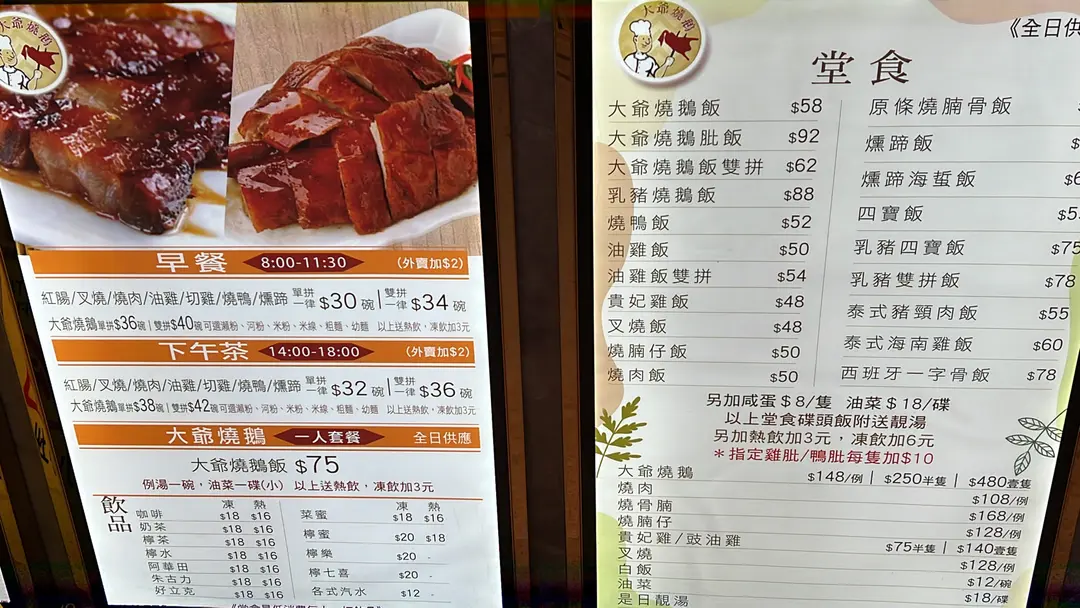 大爺燒鵝
早餐 8:00-11:30 (外賣加$2)
紅腸/叉燒/燒肉/油雞/切雞/燒鴨/燻蹄 單拼一律 $30碗 | 雙拼一律 $34碗
大爺燒鵝單拼$36碗 | 雙拼$40碗可選瀨粉、河粉、米粉、米線、粗麵、幼麵 以上送熱飲,凍飲加3元
下午茶 14:00-18:00 (外賣加$2)
紅腸/叉燒/燒肉/油雞/切雞/燒鴨/燻蹄 單拼一律 $32碗 | 雙拼一律 $36碗
大爺燒鵝單拼$38碗 | 雙拼$42碗可選瀨粉、河粉、米粉、米線、粗麵、幼麵 以上送熱飲,凍飲加3元
大爺燒鵝 一人套餐 全日供應
大爺燒鵝飯 $75
例湯一碗,油菜一碟(小) 以上送熱飲,凍飲加3元
飲品
凍 熱
咖啡 $18 $16
奶茶 $18 $16
檸茶 $18 $16
檸水 $18 $16
阿華田 $18 $16
朱古力 $18 $16
好立克 $18 $16
凍 熱
菜蜜 $18 $16
檸蜜 $20 $18
檸樂 $20 -
檸七喜 $20 -
各式汽水 $12 -
大爺燒鵝
《全日供
堂食
大爺燒鵝飯 $58
大爺燒鵝肶飯 $92
大爺燒鵝飯雙拼 $62
乳豬燒鵝飯 $88
燒鴨飯 $52
油雞飯 $50
油雞飯雙拼 $54
貴妃雞飯 $48
叉燒飯 $48
燒腩仔飯 $50
燒肉飯 $50
原條燒腩骨飯
燻蹄飯 $
燻蹄海蜇飯 $6
四寶飯 $5
乳豬四寶飯 $75
乳豬雙拼飯 $78
泰式豬頸肉飯 $55
泰式海南雞飯 $60
西班牙一字骨飯 $78
另加咸蛋$8/隻 油菜$18/碟
以上堂食碟頭飯附送靚湯
另加熱飲加3元,凍飲加6元
*指定雞肶/鴨肶每隻加$10
大爺燒鵝 $148/例 | $250半隻 | $480壹隻
燒肉 $108/例
燒骨腩 $168/例
燒腩仔 $128/例
貴妃雞/豉油雞 $75半隻 | $140壹隻
叉燒 $128/例
白飯 $12/碗
油菜 $18/碟
是日靚湯